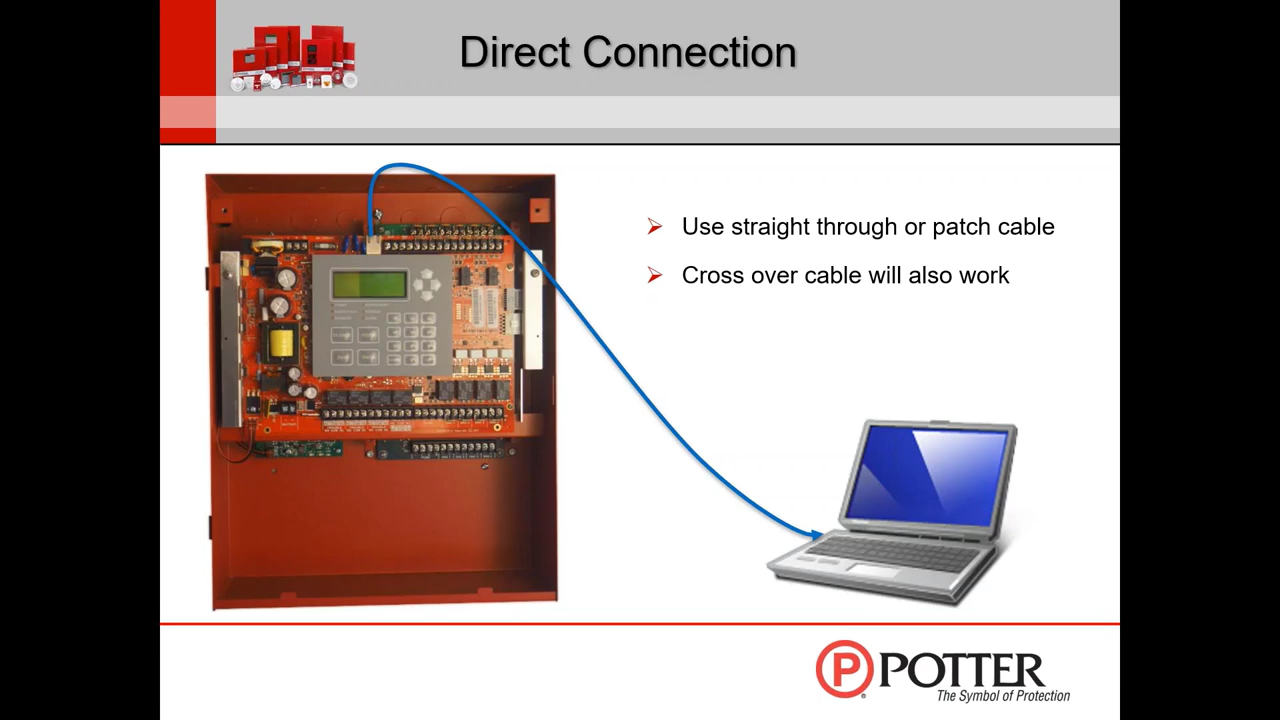 Direct Connection
Use straight through or patch cable
Cross over cable will also work
P POTTER
®
The Symbol of Protection